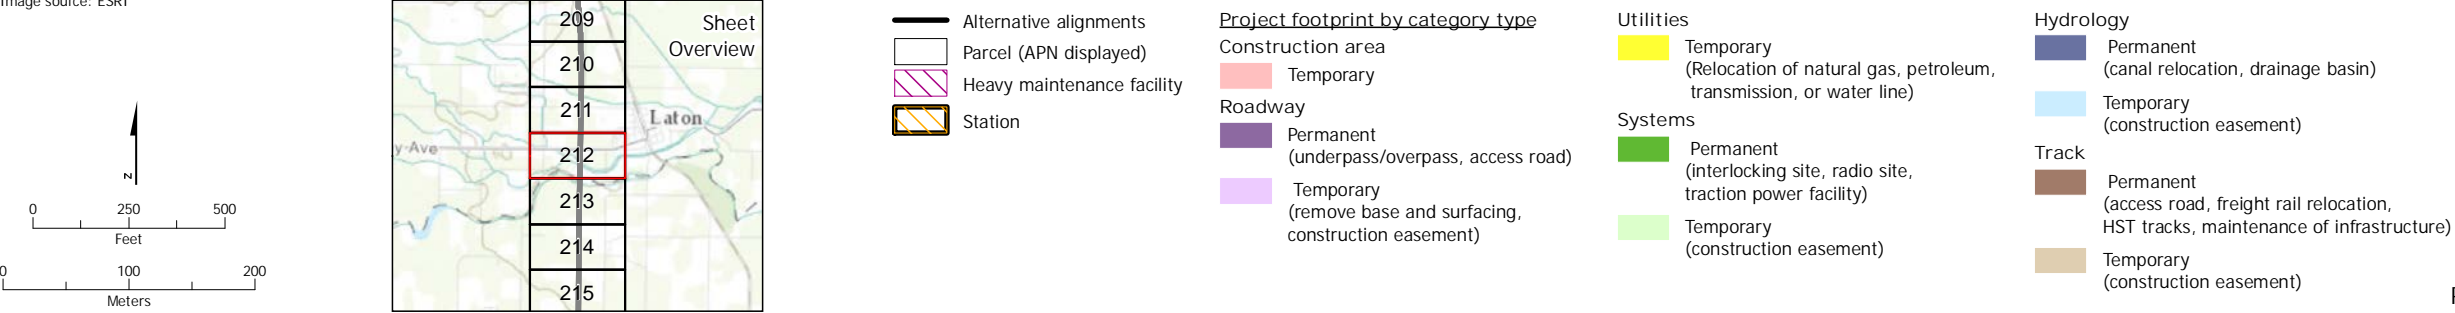 Image source: ESRI
N
0 250 500
Feet
0 100 200
Meters
Sheet
Overview
209
210
211
212
213
214
215
Laton
Ave
Alternative alignments
Parcel (APN displayed)
Heavy maintenance facility
Station
Project footprint by category type
Construction area
Temporary
Roadway
Permanent
(underpass/overpass, access road)
Temporary
(remove base and surfacing,
construction easement)
Utilities
Temporary
(Relocation of natural gas, petroleum,
transmission, or water line)
Systems
Permanent
(interlocking site, radio site,
traction power facility)
Temporary
(construction easement)
Hydrology
Permanent
(canal relocation, drainage basin)
Temporary
(construction easement)
Track
Permanent
(access road, freight rail relocation,
HST tracks, maintenance of infrastructure)
Temporary
(construction easement)